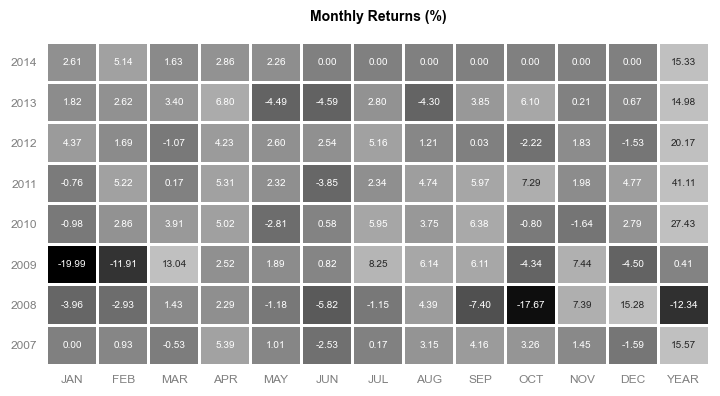 Monthly Returns (%)
2014 2.61 5.14 1.63 2.86 2.26 0.00 0.00 0.00 0.00 0.00 0.00 0.00 15.33
2013 1.82 2.62 3.40 6.80 -4.49 -4.59 2.80 -4.30 3.85 6.10 0.21 0.67 14.98
2012 4.37 1.69 -1.07 4.23 2.60 2.54 5.16 1.21 0.03 -2.22 1.83 -1.53 20.17
2011 -0.76 5.22 0.17 5.31 2.32 -3.85 2.34 4.74 5.97 7.29 1.98 4.77 41.11
2010 -0.98 2.86 3.91 5.02 -2.81 0.58 5.95 3.75 6.38 -0.80 -1.64 2.79 27.43
2009 -19.99 -11.91 13.04 2.52 1.89 0.82 8.25 6.14 6.11 -4.34 7.44 -4.50 0.41
2008 -3.96 -2.93 1.43 2.29 -1.18 -5.82 -1.15 4.39 -7.40 -17.67 7.39 15.28 -12.34
2007 0.00 0.93 -0.53 5.39 1.01 -2.53 0.17 3.15 4.16 3.26 1.45 -1.59 15.57
JAN FEB MAR APR MAY JUN JUL AUG SEP OCT NOV DEC YEAR